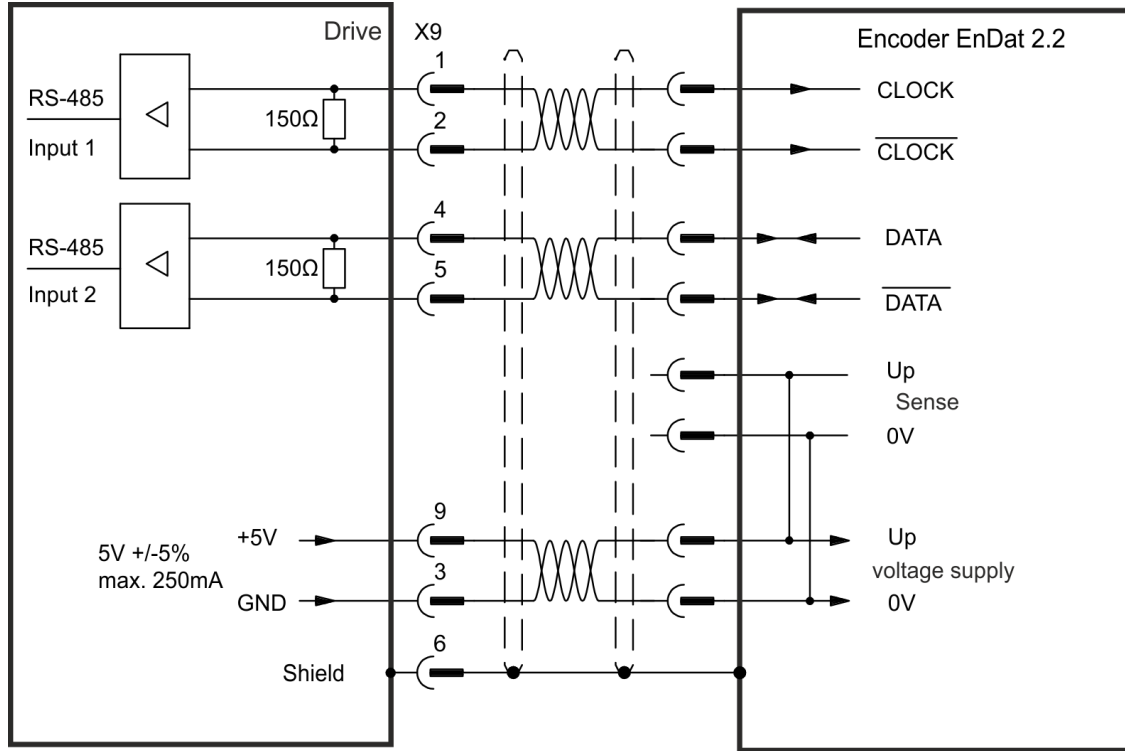 Drive
X9
Encoder EnDat 2.2
1
RS-485
Input 1
150Ω
2
CLOCK
C̅L̅O̅C̅K̅
4
RS-485
Input 2
150Ω
5
DATA
D̅A̅T̅A̅
Up
Sense
0V
9
+5V
5V +/-5%
max. 250mA
3
GND
Up
voltage supply
0V
6
Shield